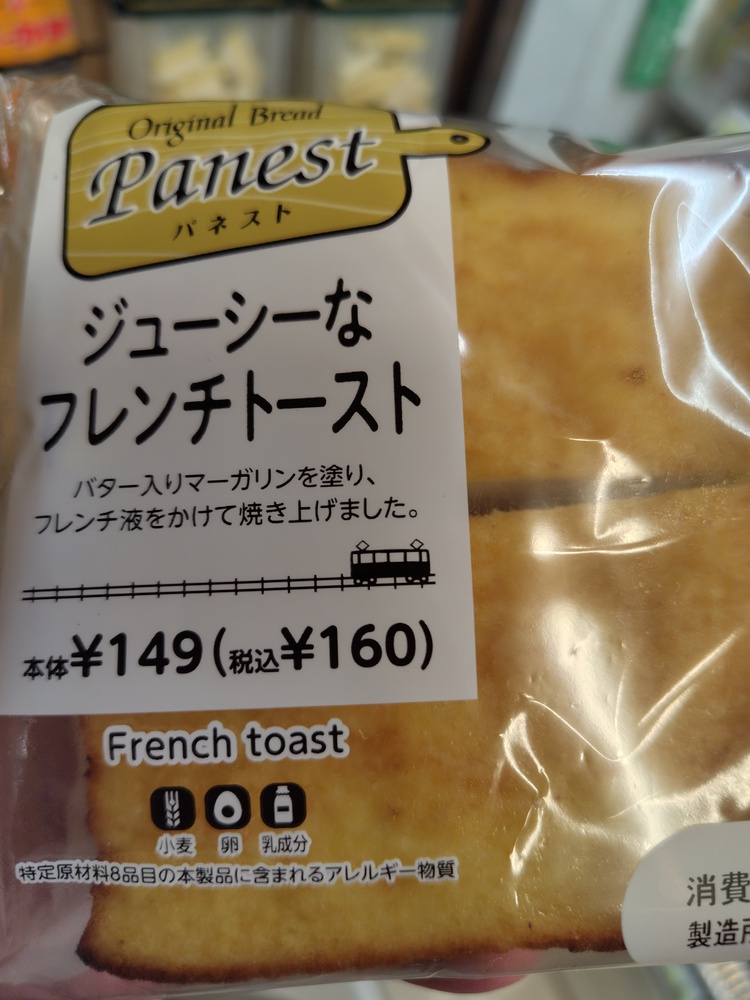 Original Bread
Panest
パネスト
ジューシーな
フレンチトースト
バター入りマーガリンを塗り、
フレンチ液をかけて焼き上げました。
本体¥149(税込¥160)
French toast
小麦 卵 乳成分
特定原材料8品目の本製品に含まれるアレルギー物質
消費
製造所